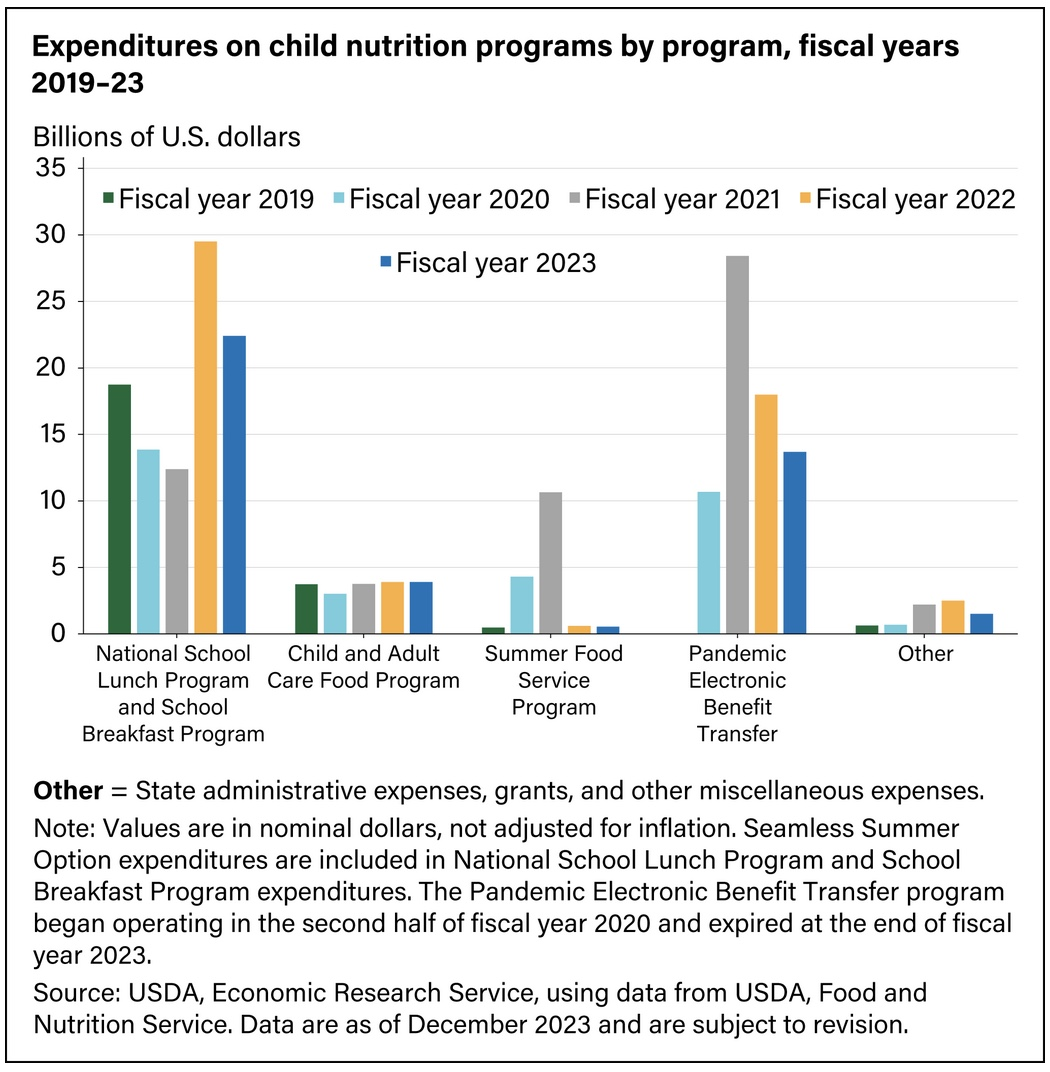 Expenditures on child nutrition programs by program, fiscal years
2019–23
Billions of U.S. dollars
35
30
25
20
15
10
5
0
Fiscal year 2019
Fiscal year 2020
Fiscal year 2021
Fiscal year 2022
Fiscal year 2023
National School
Lunch Program
and School
Breakfast Program
Child and Adult
Care Food Program
Summer Food
Service
Program
Pandemic
Electronic
Benefit
Transfer
Other
Other = State administrative expenses, grants, and other miscellaneous expenses.
Note: Values are in nominal dollars, not adjusted for inflation. Seamless Summer
Option expenditures are included in National School Lunch Program and School
Breakfast Program expenditures. The Pandemic Electronic Benefit Transfer program
began operating in the second half of fiscal year 2020 and expired at the end of fiscal
year 2023.
Source: USDA, Economic Research Service, using data from USDA, Food and
Nutrition Service. Data are as of December 2023 and are subject to revision.